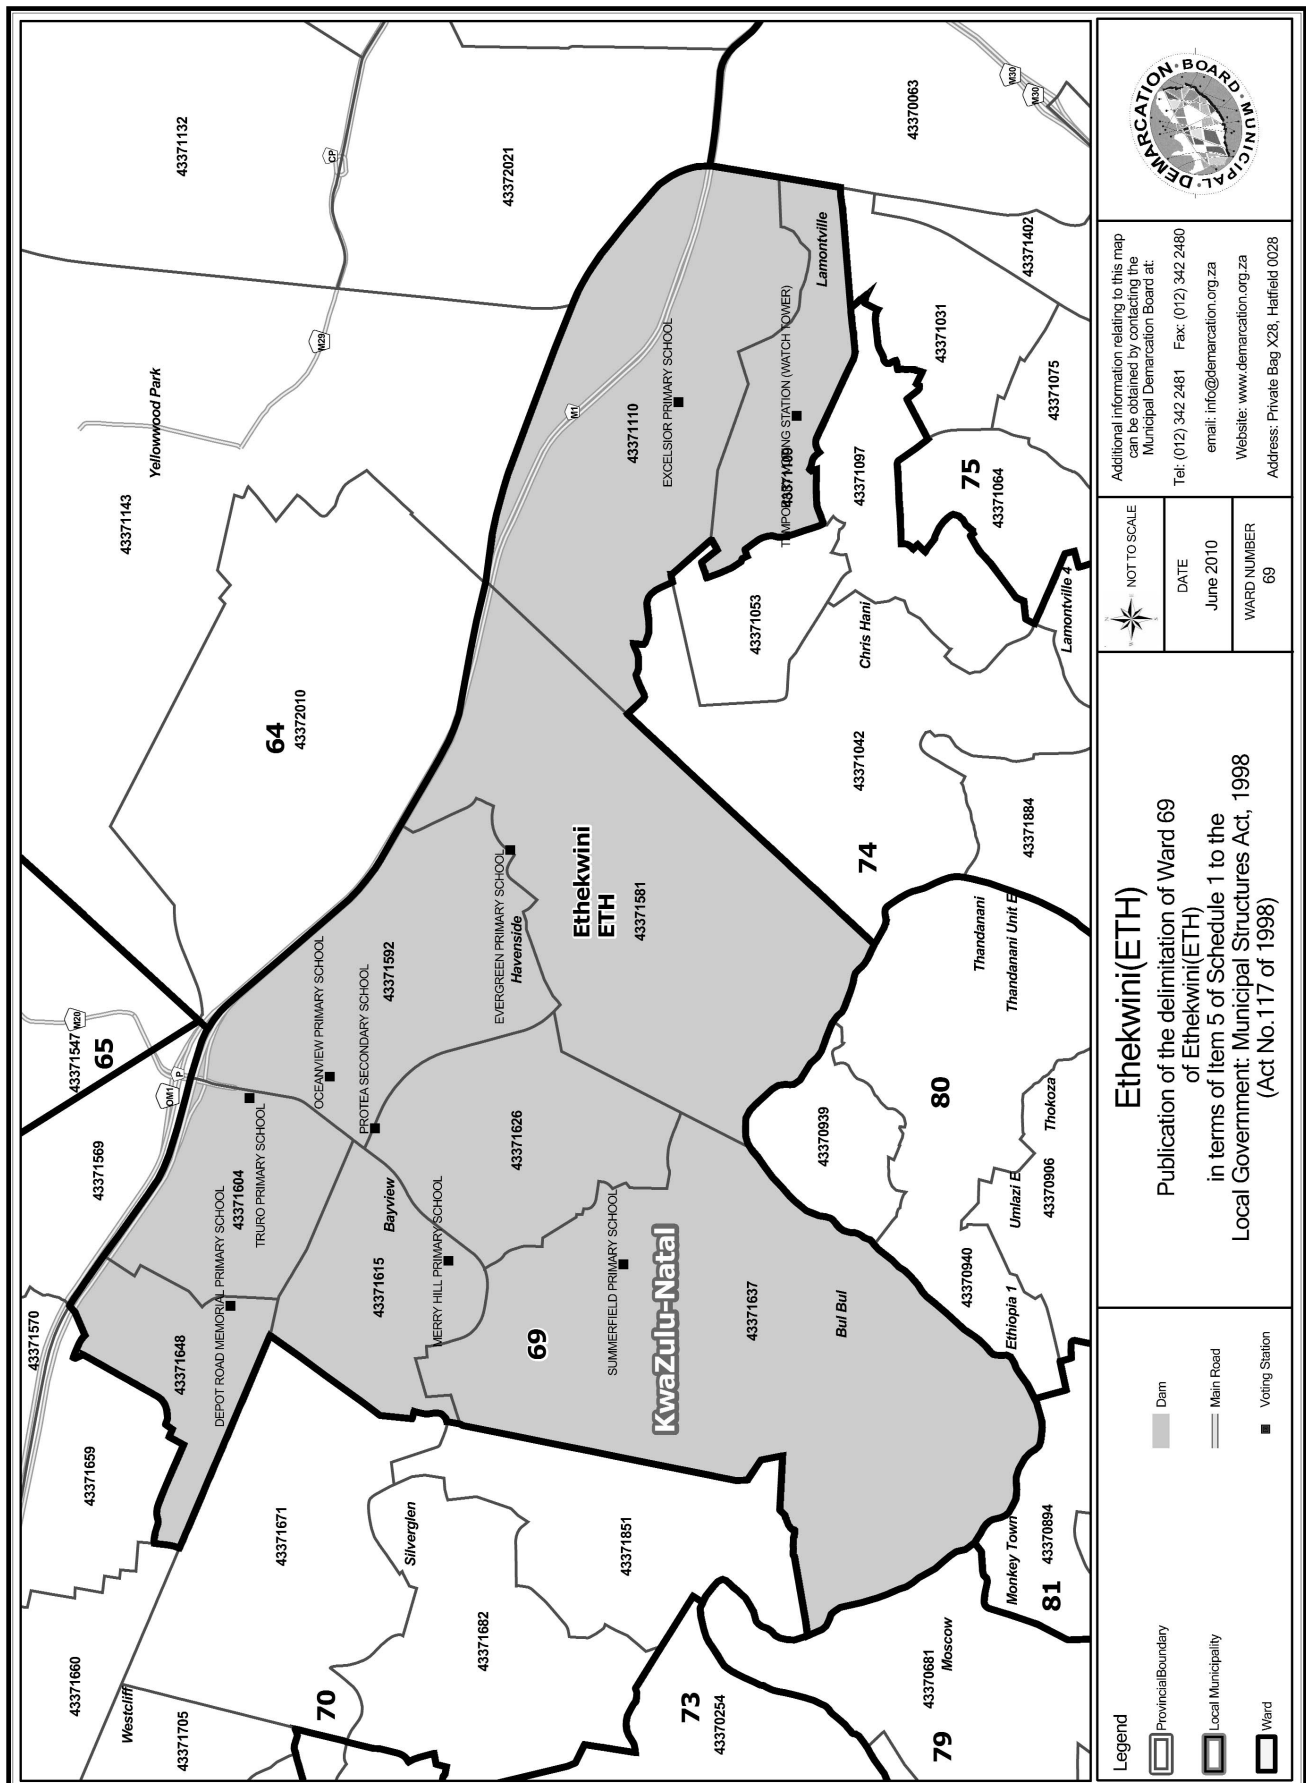 43371132
CP
43372021
43370063
M30
M30
M29
Yellowwood Park
43371143
M1
43371110
EXCELSIOR PRIMARY SCHOOL
Lamontville
STATION (WATCH TOWER)
43371402
43371031
43371075
43371097
75
43371064
43371053
Chris Hani
Lamontville 4
64
43372010
43371042
74
43371884
Ethekwini
ETH
43371581
EVERGREEN PRIMARY SCHOOL
Havenside
43371592
OCEANVIEW PRIMARY SCHOOL
PROTEA SECONDARY SCHOOL
M20
43371547
65
P
OM1
43371569
43371604
TRURO PRIMARY SCHOOL
DEPOT ROAD MEMORIAL PRIMARY SCHOOL
43371626
Bayview
43371615
MERRY HILL PRIMARY SCHOOL
69
SUMMERFIELD PRIMARY SCHOOL
KwaZulu-Natal
43371637
Bul Bul
Thandanani
Thandanani Unit E
80
43370939
Thokoza
Umlazi E
43370906
43370940
Ethiopia 1
43371570
43371648
43371659
43371671
Silverglen
43371851
43371682
43371660
Westcliff
43371705
70
73
43370254
Monkey Town
43370894
81
Moscow
43370681
79
Legend
ProvincialBoundary
Local Municipality
Ward
Dam
Main Road
Voting Station
Ethekwini(ETH)
Publication of the delimitation of Ward 69
of Ethekwini(ETH)
in terms of Item 5 of Schedule 1 to the
Local Government: Municipal Structures Act, 1998
(Act No.117 of 1998)
NOT TO SCALE
DATE
June 2010
WARD NUMBER
69
Additional information relating to this map
can be obtained by contacting the
Municipal Demarcation Board at:
Tel: (012) 342 2481 Fax: (012) 342 2480
email: info@demarcation.org.za
Website: www.demarcation.org.za
Address: Private Bag X28, Hatfield 0028
MUNICIPAL DEMARCATION BOARD